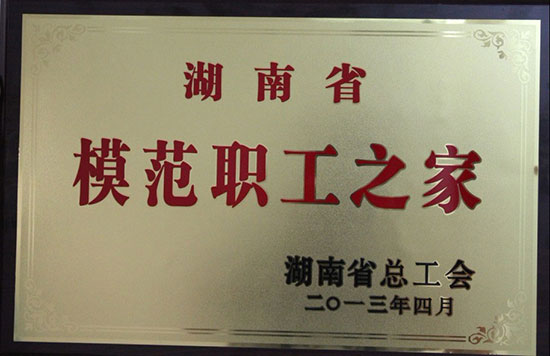 湖南省
模范职工之家
湖南省总工会
二〇一三年四月